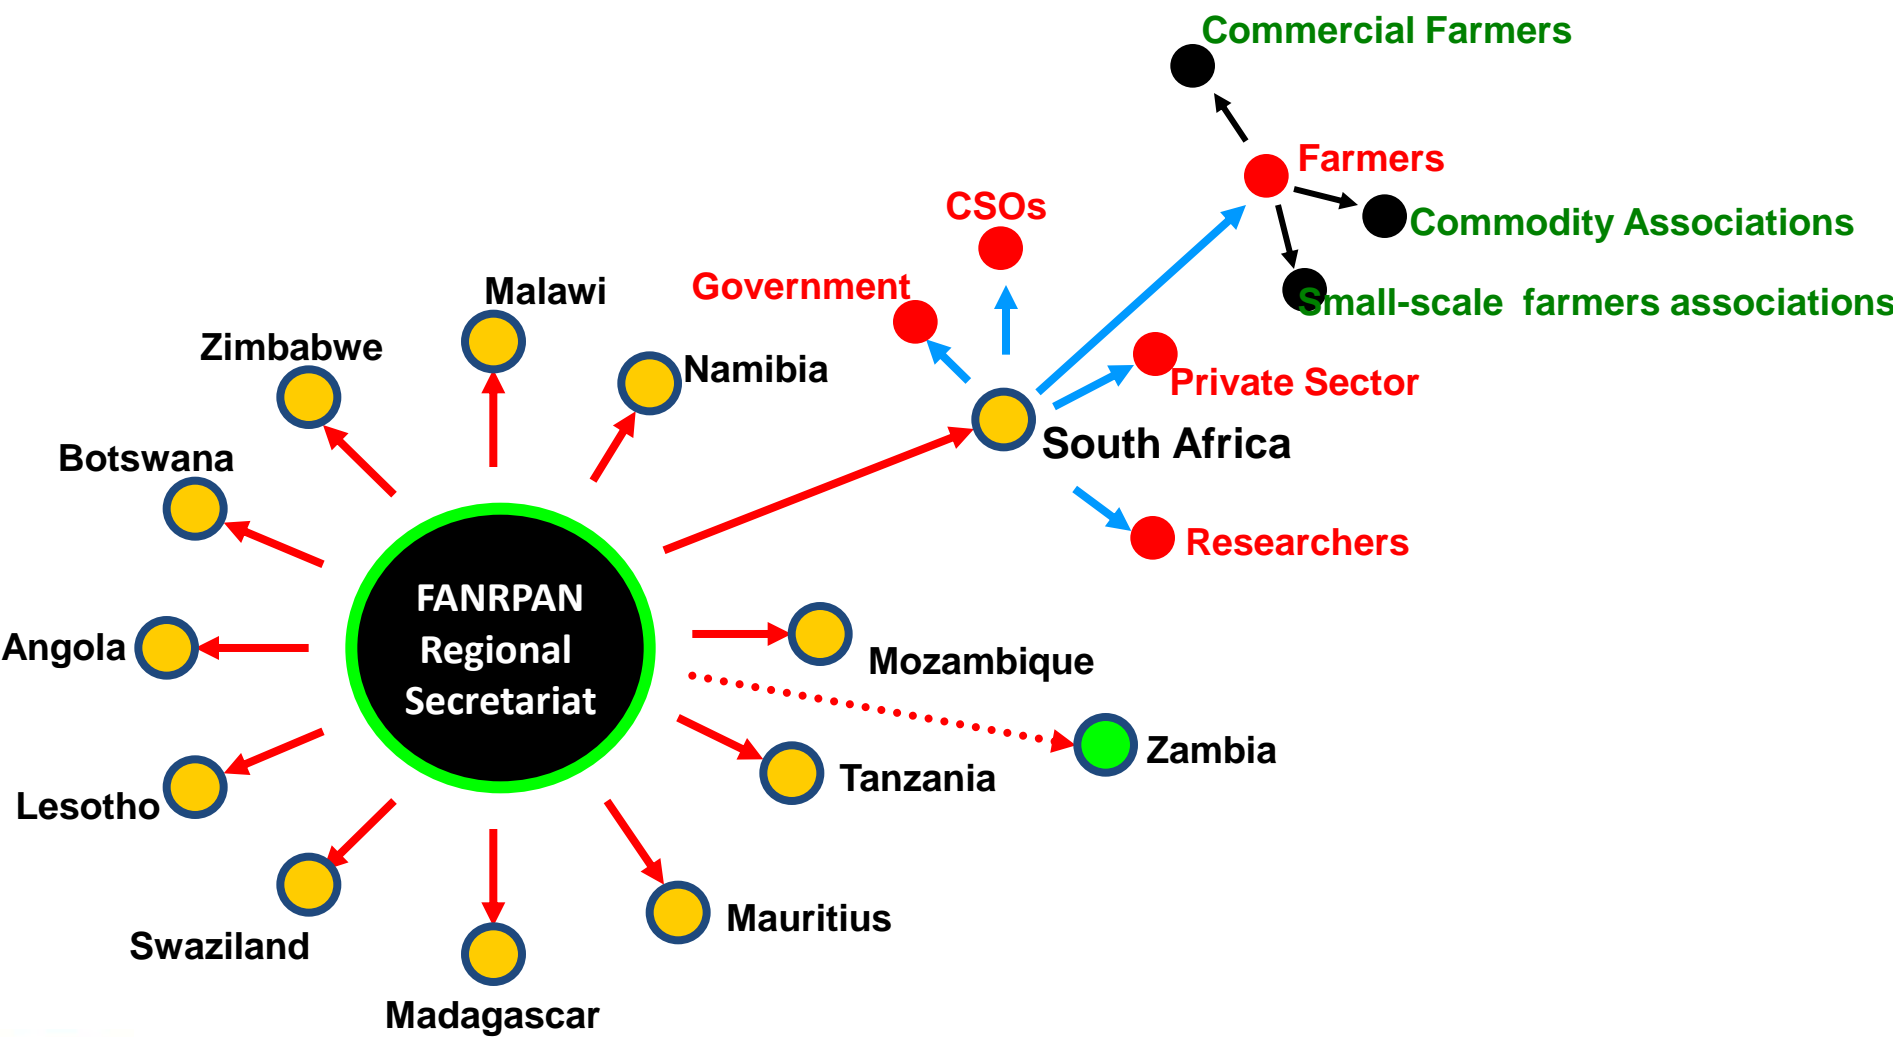 Commercial Farmers
Farmers
CSOs
Commodity Associations
Government
Malawi
Small-scale farmers associations
Zimbabwe
Namibia
Private Sector
South Africa
Botswana
Researchers
FANRPAN
Regional
Secretariat
Angola
Mozambique
Zambia
Tanzania
Lesotho
Mauritius
Swaziland
Madagascar